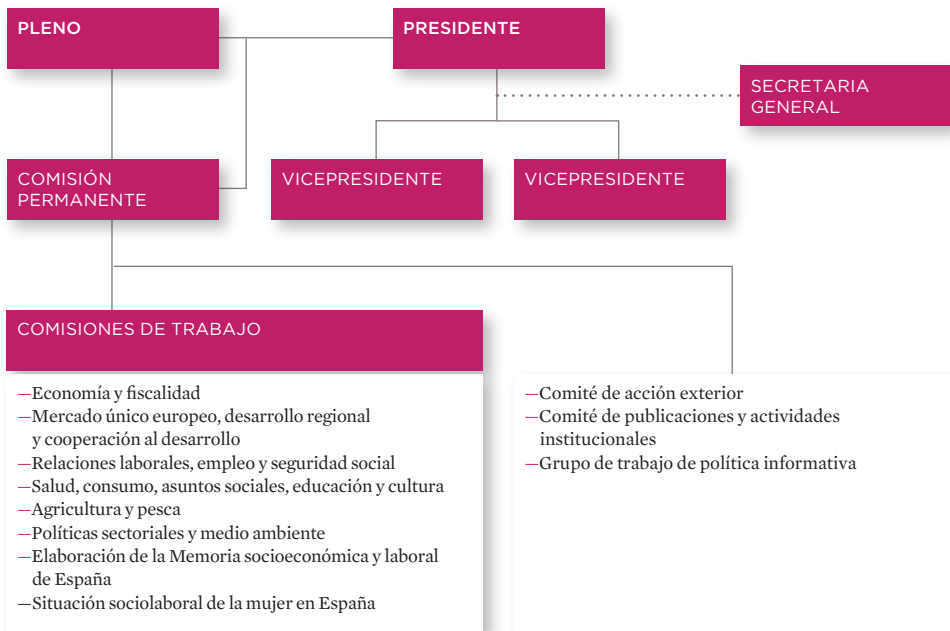 PLENO
PRESIDENTE
SECRETARIA
GENERAL
COMISIÓN
PERMANENTE
VICEPRESIDENTE
VICEPRESIDENTE
COMISIONES DE TRABAJO
—Economía y fiscalidad
—Mercado único europeo, desarrollo regional
y cooperación al desarrollo
—Relaciones laborales, empleo y seguridad social
—Salud, consumo, asuntos sociales, educación y cultura
—Agricultura y pesca
—Políticas sectoriales y medio ambiente
—Elaboración de la Memoria socioeconómica y laboral
de España
—Situación sociolaboral de la mujer en España
—Comité de acción exterior
—Comité de publicaciones y actividades
institucionales
—Grupo de trabajo de política informativa